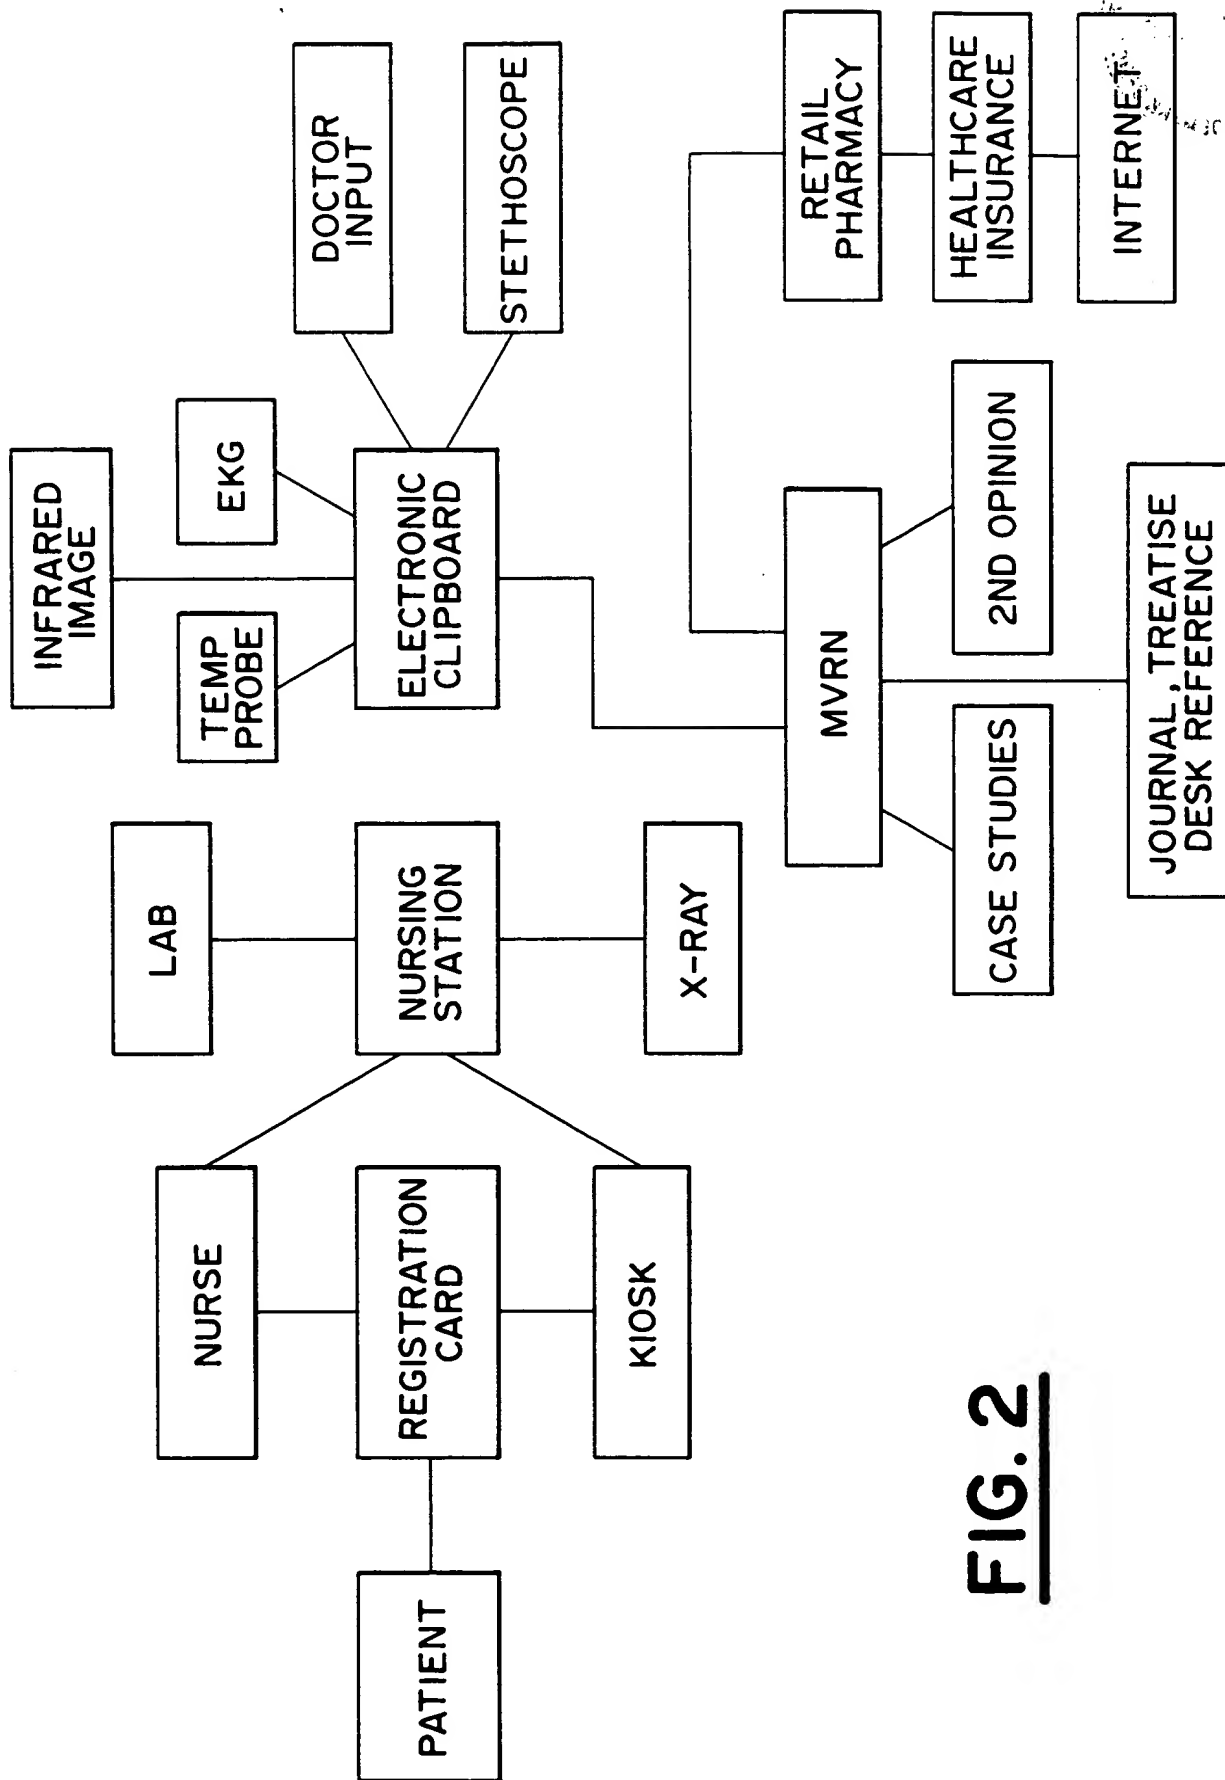 PATIENT
NURSE
REGISTRATION
CARD
KIOSK
LAB
NURSING
STATION
X-RAY
INFRARED
IMAGE
TEMP
PROBE
EKG
ELECTRONIC
CLIPBOARD
DOCTOR
INPUT
STETHOSCOPE
MVRN
CASE STUDIES
2ND OPINION
JOURNAL, TREATISE
DESK REFERENCE
RETAIL
PHARMACY
HEALTHCARE
INSURANCE
INTERNET
FIG. 2